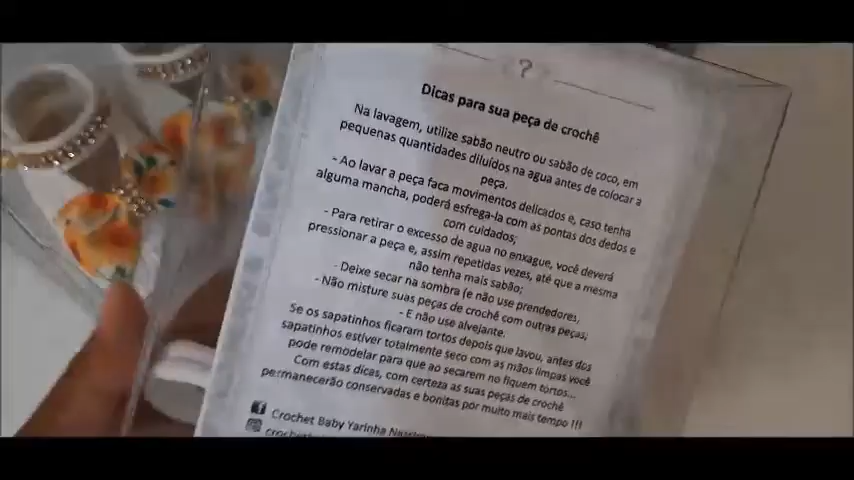 ?
Dicas para sua peça de crochê
Na lavagem, utilize sabão neutro ou sabão de coco, em
pequenas quantidades diluídos na agua antes de colocar a
peça.
- Ao lavar a peça faca movimentos delicados e, caso tenha
alguma mancha, poderá esfrega-la com as pontas dos dedos e
com cuidados;
- Para retirar o excesso de agua no enxague, você deverá
pressionar a peça e, assim repetidas vezes, até que a mesma
não tenha mais sabão;
- Deixe secar na sombra (e não use prendedores,
- Não misture suas peças de crochê com outras peças;
- E não use alvejante.
Se os sapatinhos ficaram tortos depois que lavou, antes dos
sapatinhos estiver totalmente seco com as mãos limpas você
pode remodelar para que ao secarem no fiquem tortos...
Com estas dicas, com certeza as suas peças de crochê
permanecerão conservadas e bonitas por muito mais tempo !!!
Crochet Baby Yarinha